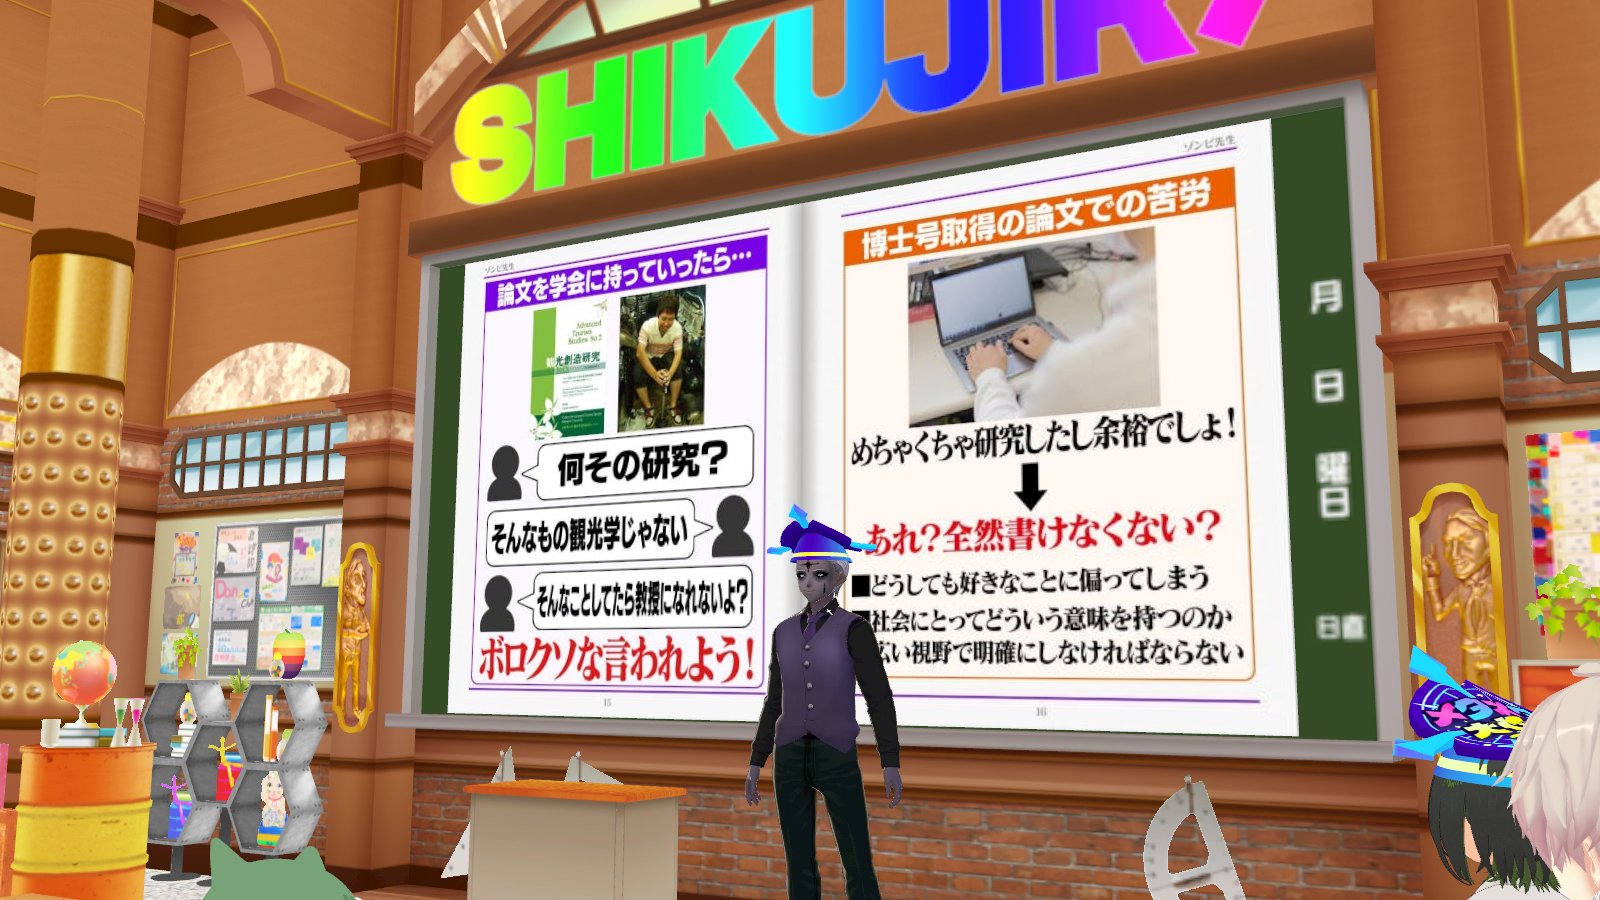 SHIKUJIR
ゾンビ先生
論文を学会に持っていったら…
Advanced
Tourism
Studies No.2
光創造研究
何その研究？
そんなもの観光学じゃない
そんなことしてたら教授になれないよ？
ボロクソな言われよう！
15
ゾンビ先生
博士号取得の論文での苦労
めちゃくちゃ研究したし余裕でしょ！
あれ？全然書けなくない？
■どうしても好きなことに偏ってしまう
■社会にとってどういう意味を持つのか
広い視野で明確にしなければならない
16
月
日
曜日
日直
Dance